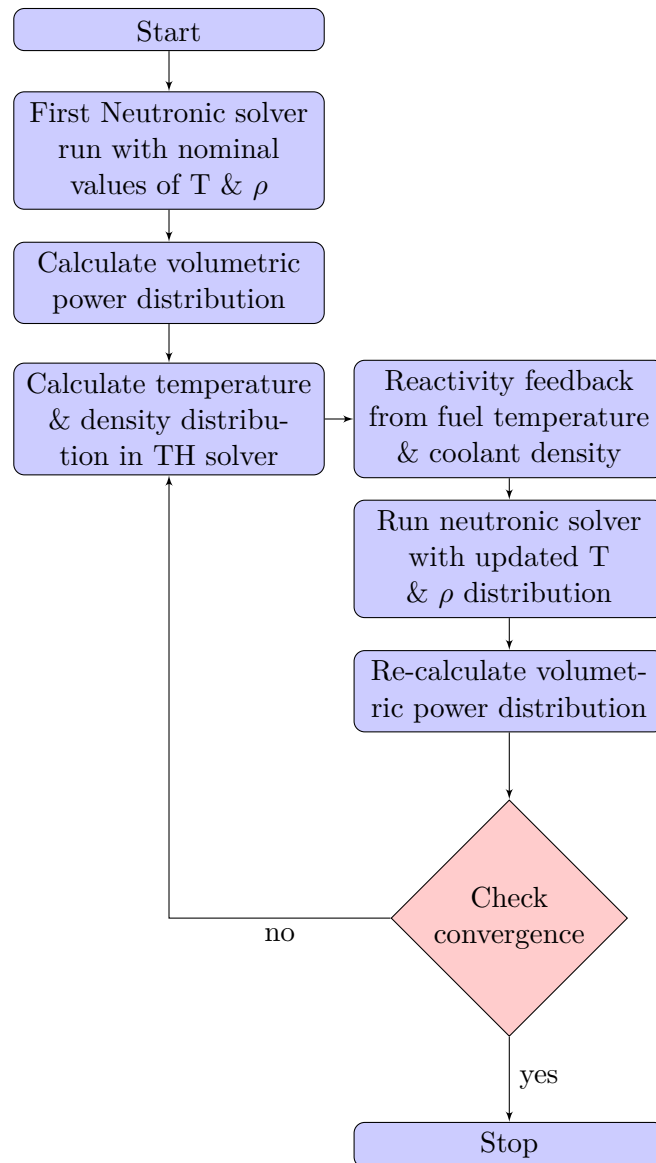 Start
First Neutronic solver
run with nominal
values of T & ρ
Calculate volumetric
power distribution
Calculate temperature
& density distribu-
tion in TH solver
Reactivity feedback
from fuel temperature
& coolant density
Run neutronic solver
with updated T
& ρ distribution
Re-calculate volumet-
ric power distribution
Check
convergence
no
yes
Stop